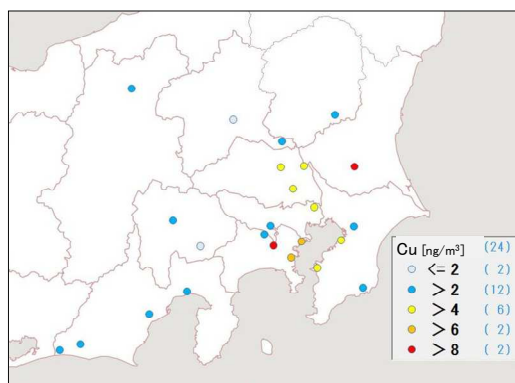 Cu [ng/m³] (24)
<= 2 ( 2)
> 2 (12)
> 4 ( 6)
> 6 ( 2)
> 8 ( 2)